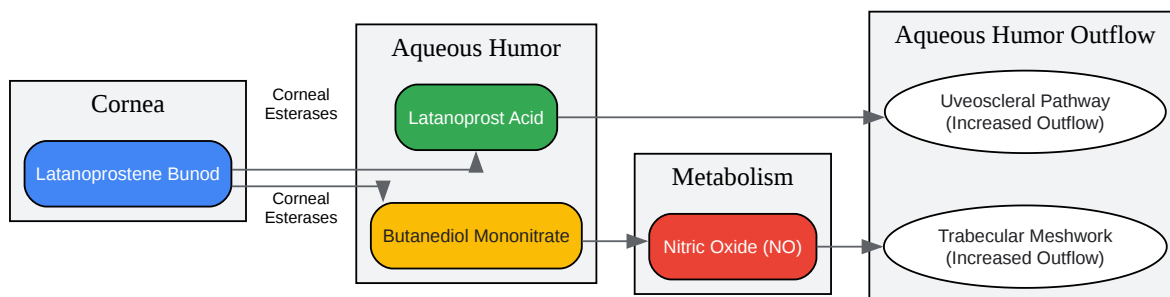 Cornea
Latanoprostene Bunod
Corneal
Esterases
Corneal
Esterases
Aqueous Humor
Latanoprost Acid
Butanediol Mononitrate
Metabolism
Nitric Oxide (NO)
Aqueous Humor Outflow
Uveoscleral Pathway
(Increased Outflow)
Trabecular Meshwork
(Increased Outflow)